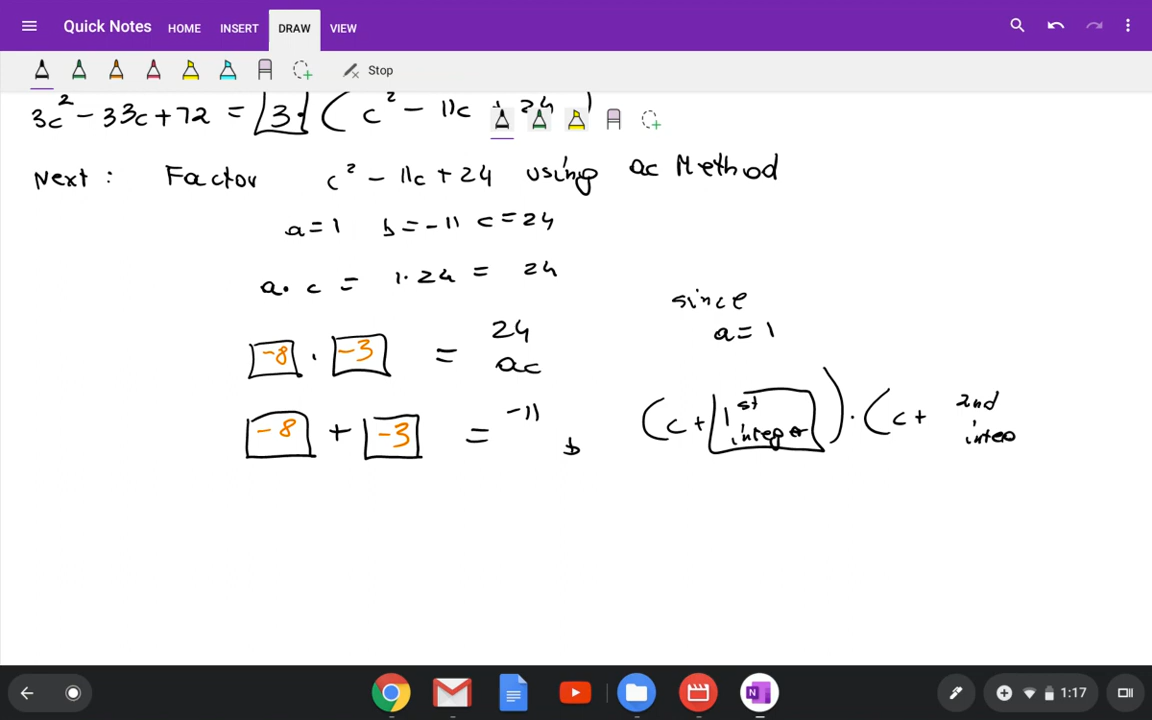 Quick Notes HOME INSERT DRAW VIEW
Stop
3c² - 33c + 72 = 3· ( c² - 11c + 24 )
Next : Factor c² - 11c + 24 using ac Method
a = 1 b = -11 c = 24
a · c = 1 · 24 = 24
since
a = 1
-8 · -3 = 24
ac
-8 + -3 = -11
b
(c + 1st integer) · (c + 2nd inte
1:17